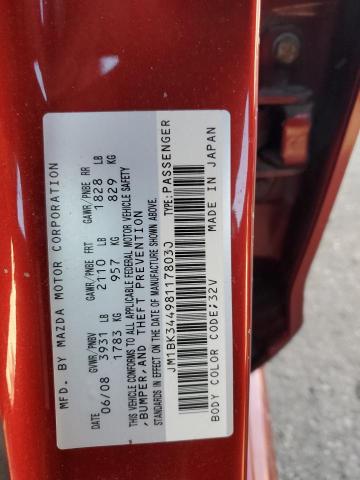 MFD. BY MAZDA MOTOR CORPORATION
DATE GVWR/PNBV GAWR/PNBE FRT GAWR/PNBE RR
06/08 3931 LB 2110 LB 1828 LB
1783 KG 957 KG 829 KG
THIS VEHICLE CONFORMS TO ALL APPLICABLE FEDERAL MOTOR VEHICLE SAFETY
,BUMPER,AND THEFT PREVENTION
STANDARDS IN EFFECT ON THE DATE OF MANUFACTURE SHOWN ABOVE.
JM1BK344981178030 TYPE:PASSENGER
BODY COLOR CODE;32V MADE IN JAPAN